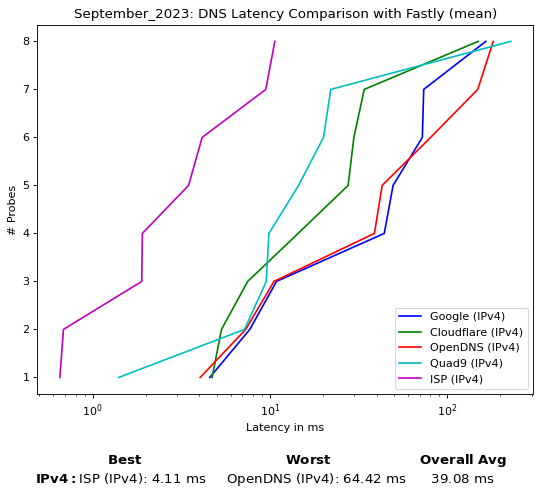 September_2023: DNS Latency Comparison with Fastly (mean)
8
7
6
5
4
3
2
1
# Probes
10^0
10^1
10^2
Latency in ms
Google (IPv4)
Cloudflare (IPv4)
OpenDNS (IPv4)
Quad9 (IPv4)
ISP (IPv4)
Best Worst Overall Avg
IPv4: ISP (IPv4): 4.11 ms OpenDNS (IPv4): 64.42 ms 39.08 ms